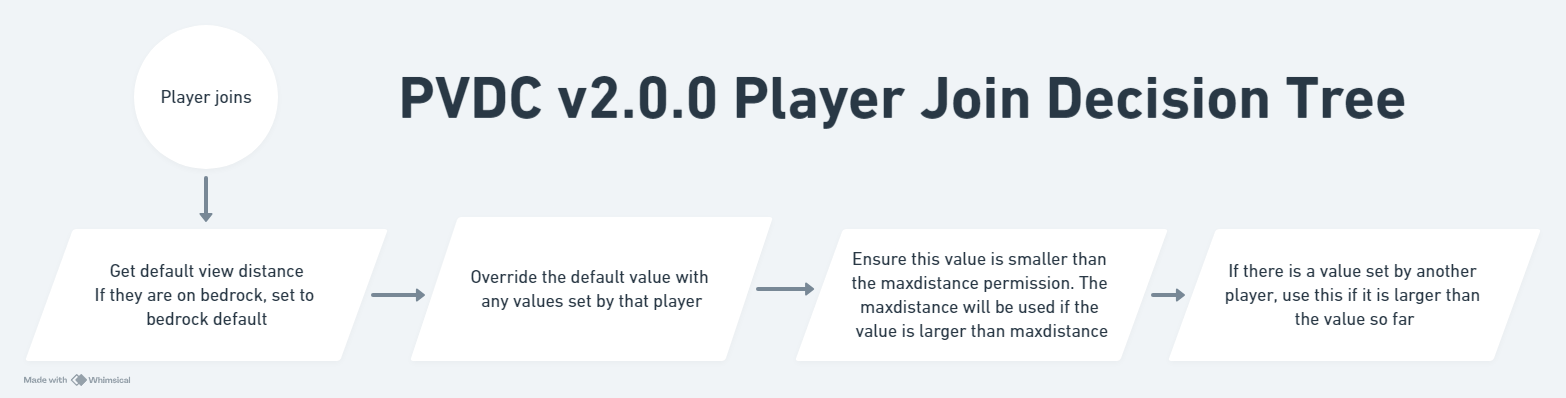 Player joins
PVDC v2.0.0 Player Join Decision Tree
Get default view distance
If they are on bedrock, set to
bedrock default
Override the default value with
any values set by that player
Ensure this value is smaller than
the maxdistance permission. The
maxdistance will be used if the
value is larger than maxdistance
If there is a value set by another
player, use this if it is larger than
the value so far
Made with Whimsical